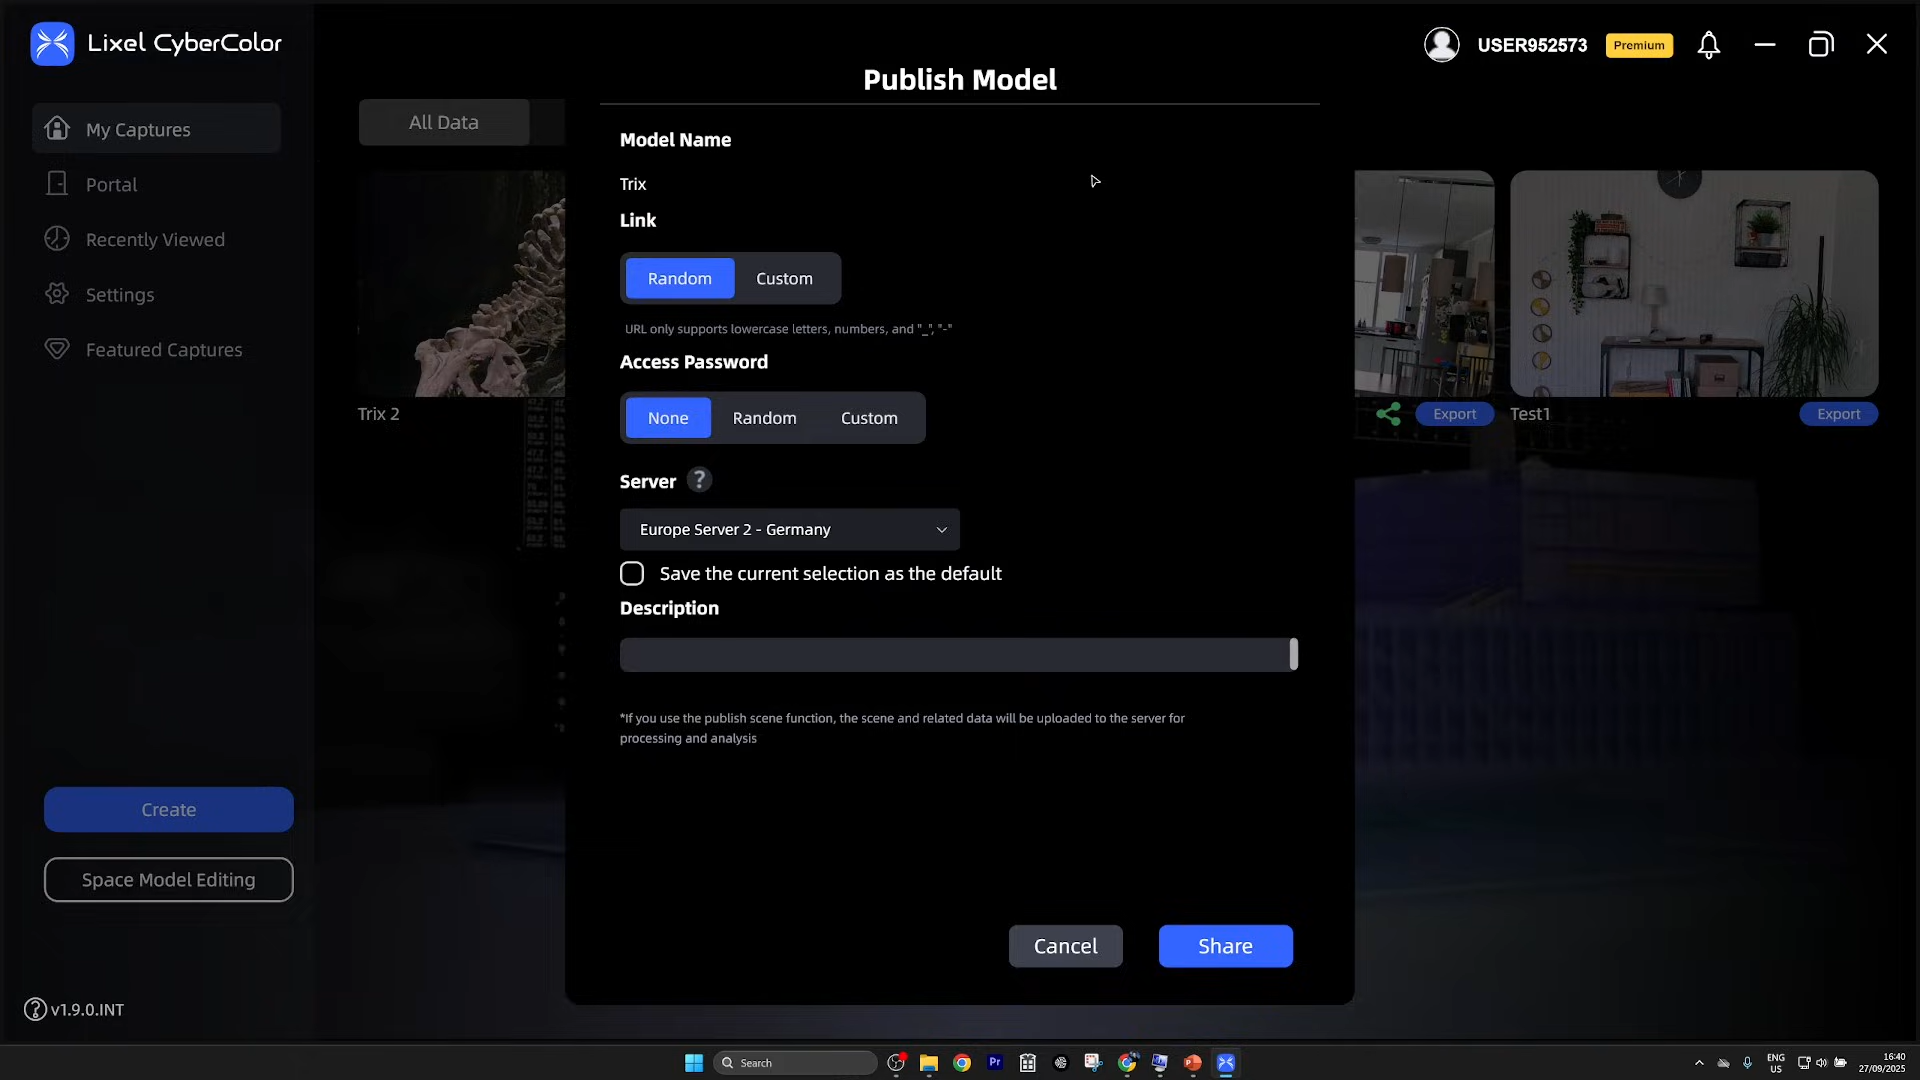 Lixel CyberColor
USER952573
Premium
Publish Model
My Captures
Portal
Recently Viewed
Settings
Featured Captures
All Data
Model Name
Trix
Link
Random
Custom
URL only supports lowercase letters, numbers, and "_", "-"
Access Password
None
Random
Custom
Trix 2
Export
Test1
Export
Server ?
Europe Server 2 - Germany
Save the current selection as the default
Description
*If you use the publish scene function, the scene and related data will be uploaded to the server for
processing and analysis
Create
Space Model Editing
Cancel
Share
v1.9.0.INT
Search
Pr
ENG
US
16:40
27/09/2025